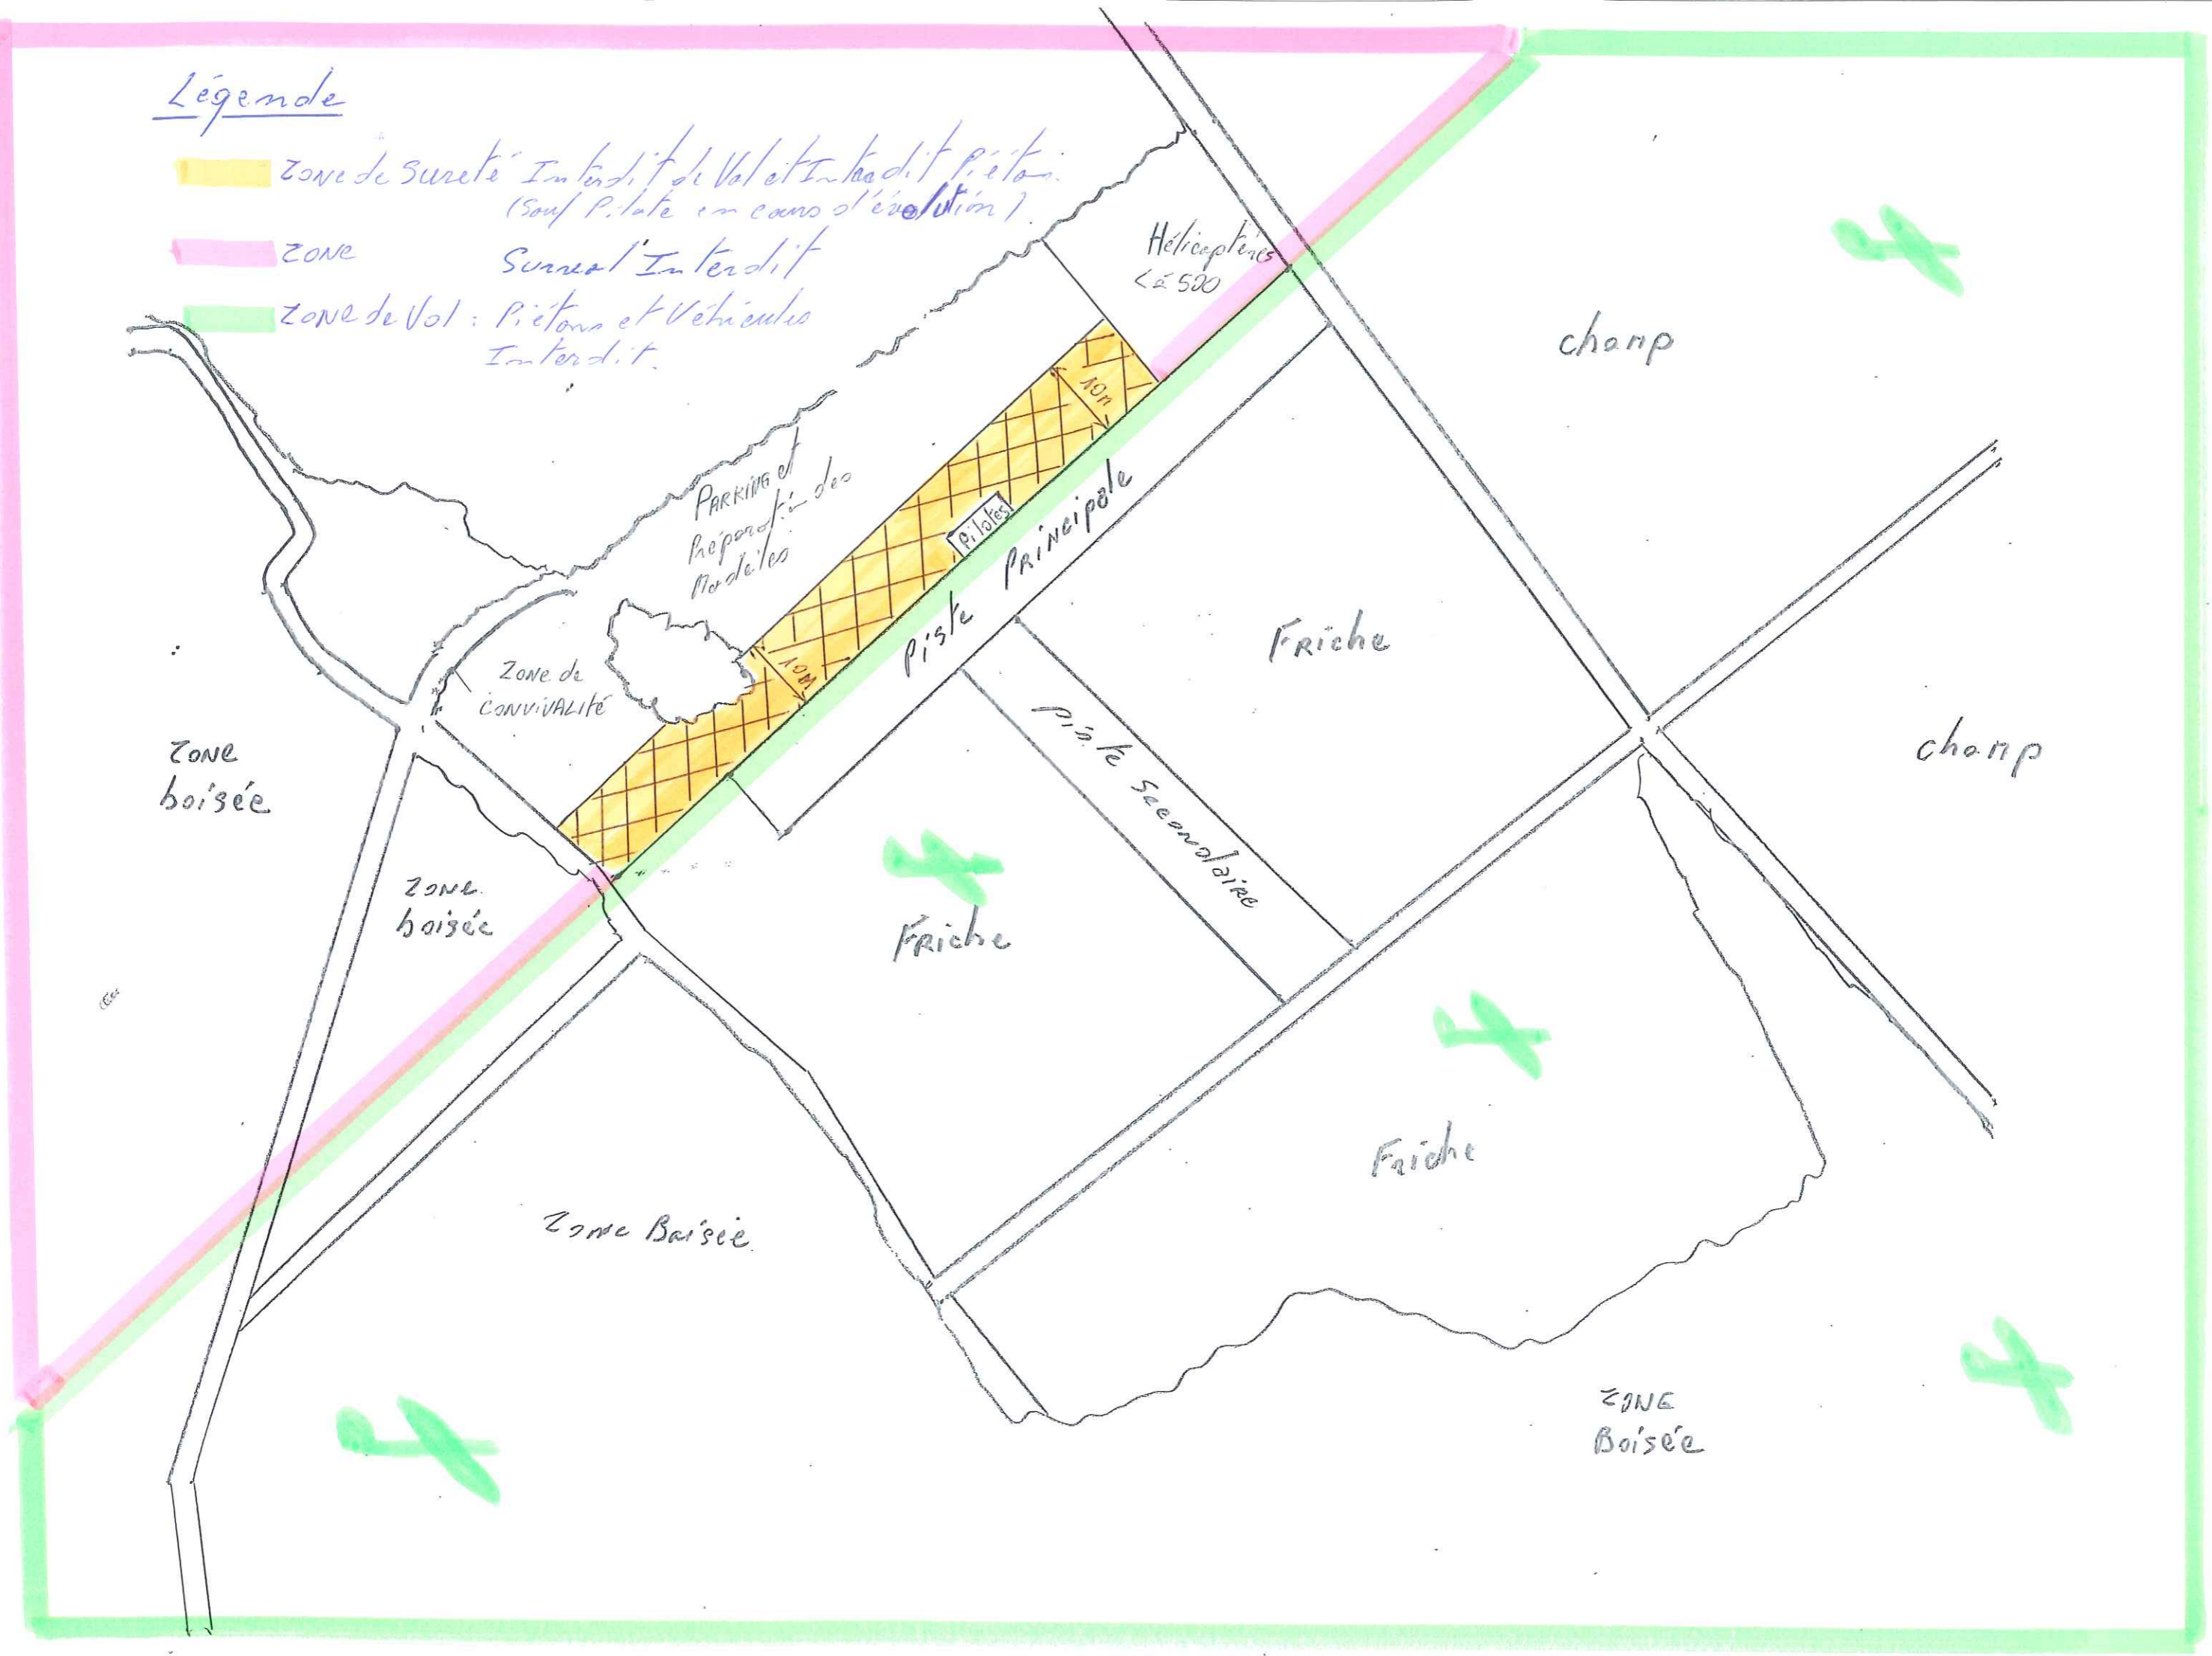 Légende
Zone de Sureté Interdit de Vol et Interdit Piéton.
(Sauf Pilote en cours d'évolution)
Zone Survol Interdit
Zone de Vol : Piétons et Véhicules
Interdit.
Hélicoptères
< à 500
champ
10m
Parking et
Préparation des
Modèles
Pilotes
Piste Principale
Friche
Zone de
Convivalité
10m
Piste Secondaire
champ
Zone
boisée
Zone
boisée
Friche
Friche
Zone Boisée
Zone
Boisée